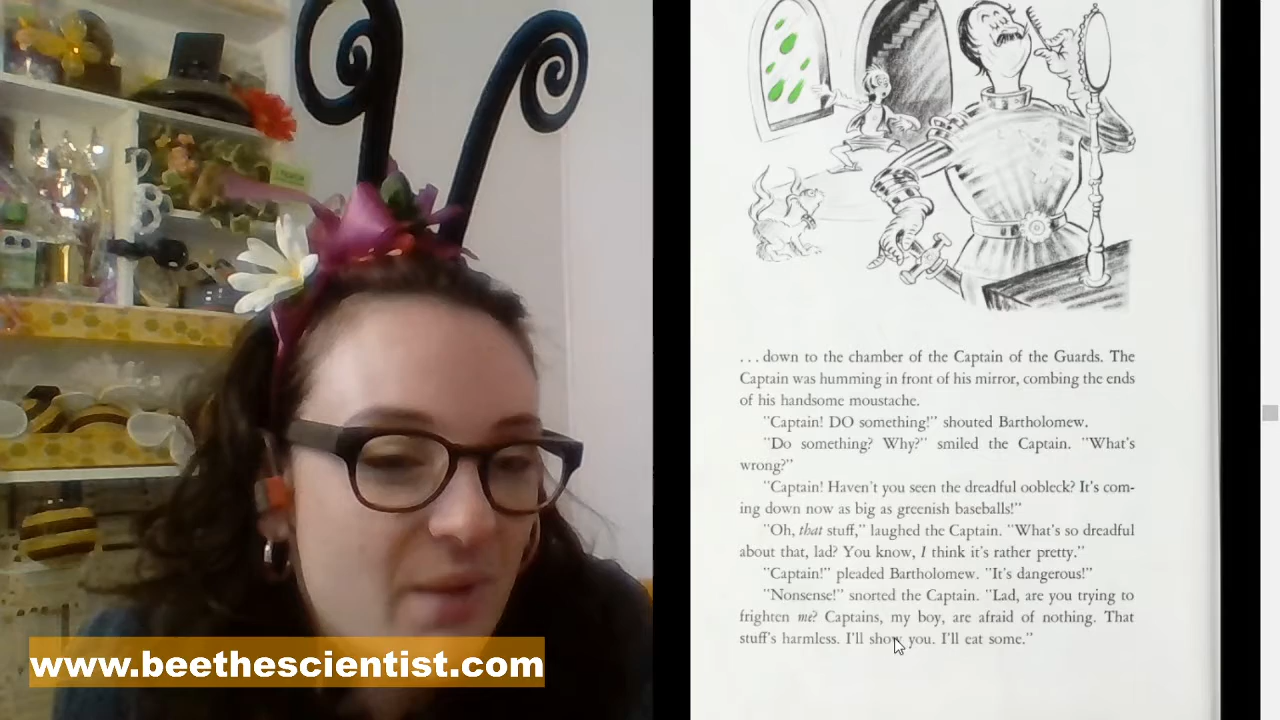 www.beethescientist.com
. . . down to the chamber of the Captain of the Guards. The
Captain was humming in front of his mirror, combing the ends
of his handsome moustache.
"Captain! DO something!" shouted Bartholomew.
"Do something? Why?" smiled the Captain. "What's
wrong?"
"Captain! Haven't you seen the dreadful oobleck? It's com-
ing down now as big as greenish baseballs!"
"Oh, that stuff," laughed the Captain. "What's so dreadful
about that, lad? You know, I think it's rather pretty."
"Captain!" pleaded Bartholomew. "It's dangerous!"
"Nonsense!" snorted the Captain. "Lad, are you trying to
frighten me? Captains, my boy, are afraid of nothing. That
stuff's harmless. I'll show you. I'll eat some."